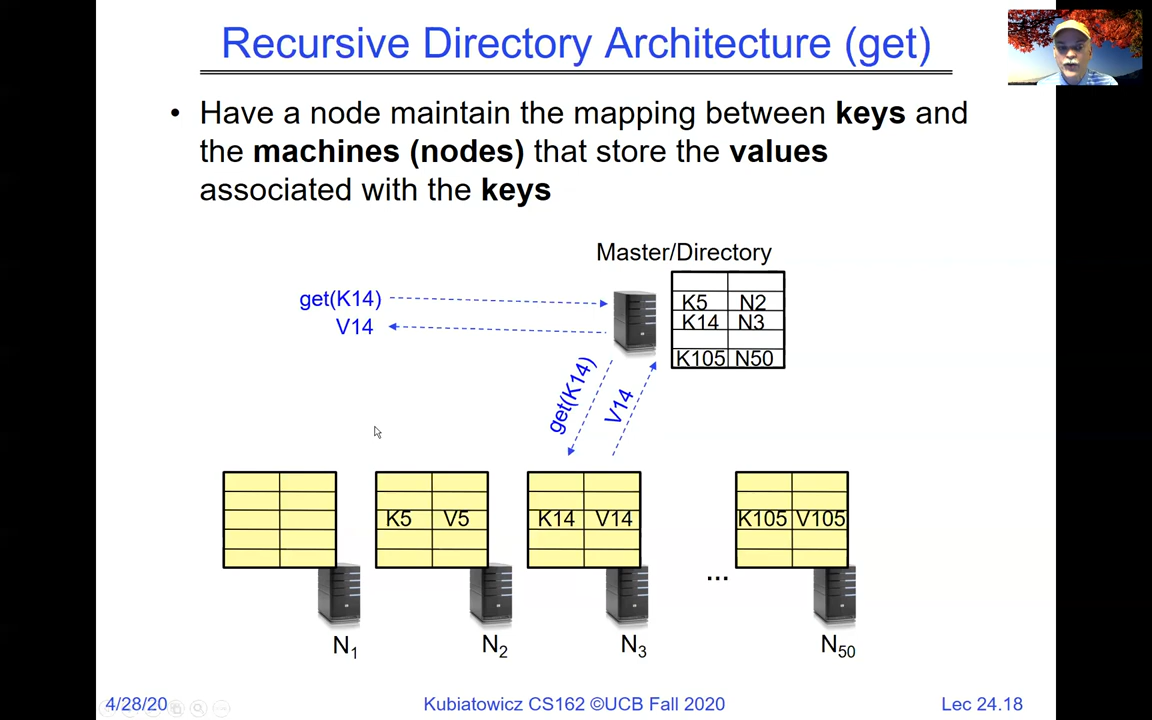 Recursive Directory Architecture (get)
• Have a node maintain the mapping between keys and
the machines (nodes) that store the values
associated with the keys
Master/Directory
get(K14)
V14
K5 N2
K14 N3
K105 N50
get(K14)
V14
K5 V5
K14 V14
K105 V105
...
N1
N2
N3
N50
4/28/20
Kubiatowicz CS162 ©UCB Fall 2020
Lec 24.18